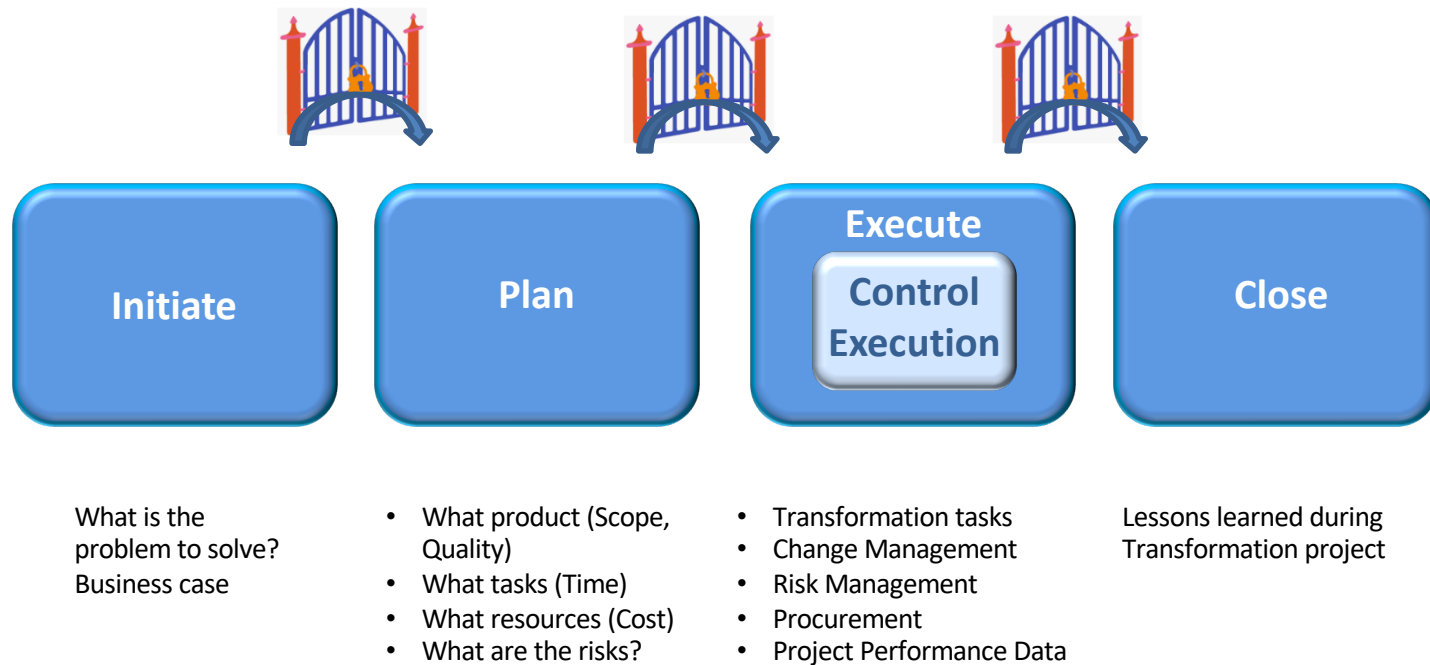 Initiate
Plan
Execute
Control
Execution
Close
What is the
problem to solve?
Business case
• What product (Scope,
Quality)
• What tasks (Time)
• What resources (Cost)
• What are the risks?
• Transformation tasks
• Change Management
• Risk Management
• Procurement
• Project Performance Data
Lessons learned during
Transformation project